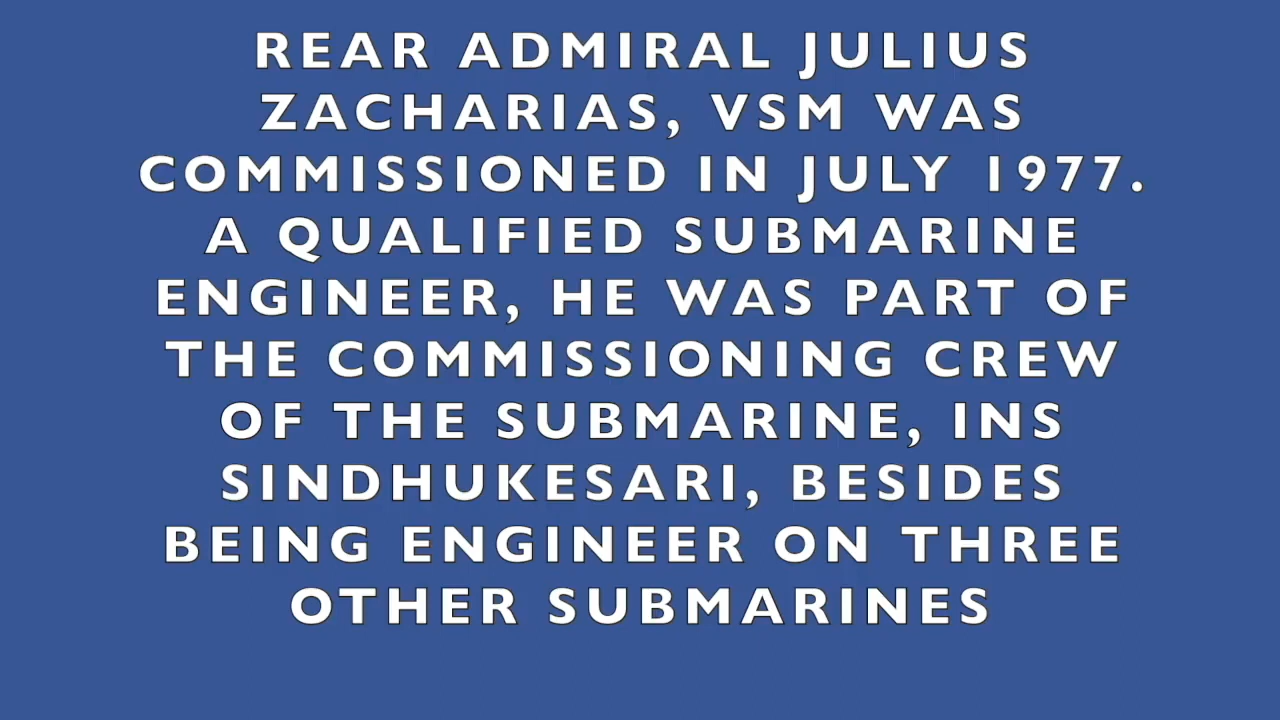 REAR ADMIRAL JULIUS
ZACHARIAS, VSM WAS
COMMISSIONED IN JULY 1977.
A QUALIFIED SUBMARINE
ENGINEER, HE WAS PART OF
THE COMMISSIONING CREW
OF THE SUBMARINE, INS
SINDHUKESARI, BESIDES
BEING ENGINEER ON THREE
OTHER SUBMARINES